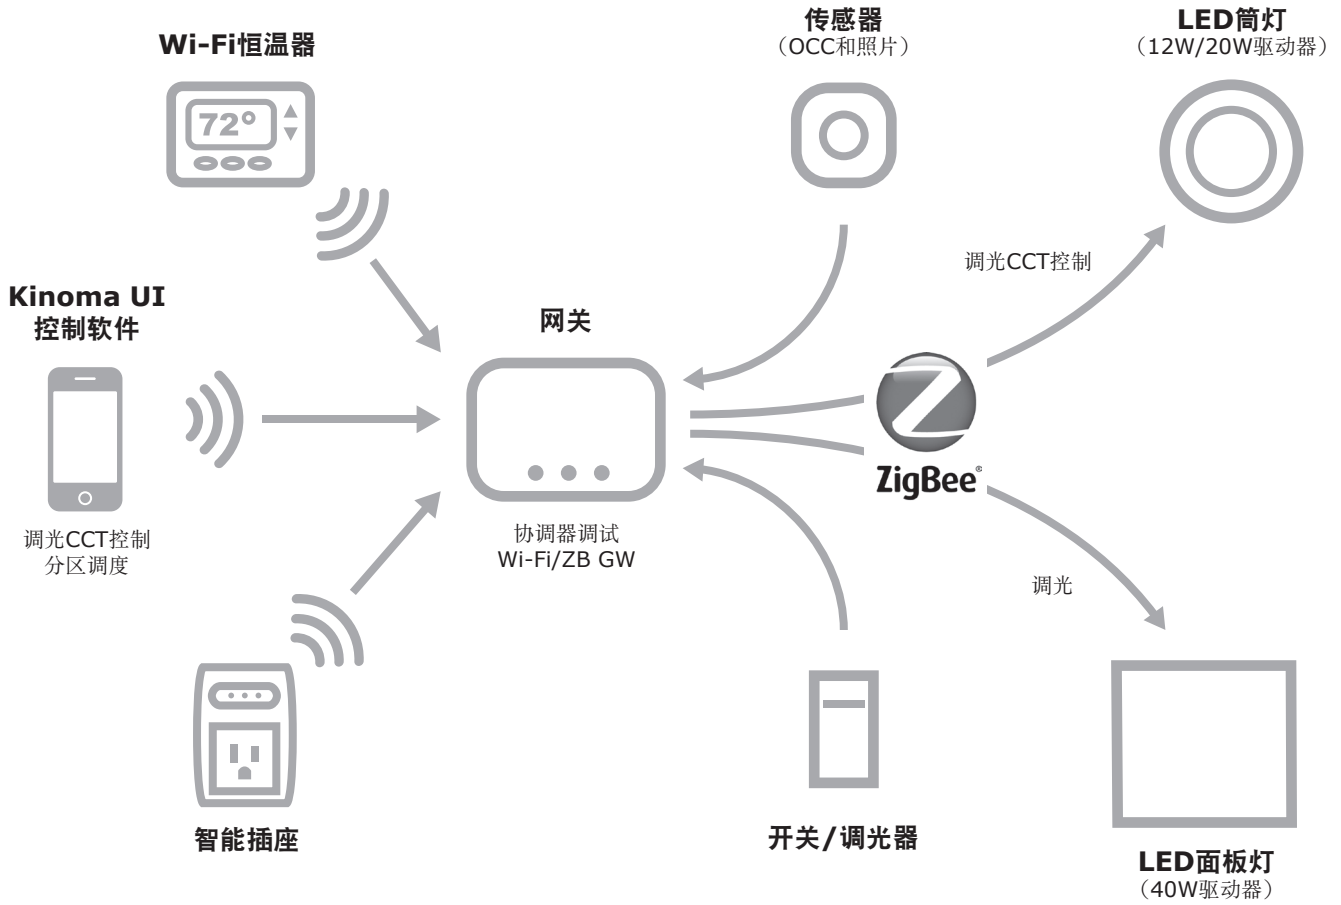 Wi-Fi恒温器
72°
传感器
（OCC和照片）
LED筒灯
（12W/20W驱动器）
调光CCT控制
Kinoma UI
控制软件
网关
ZigBee®
调光CCT控制
分区调度
协调器调试
Wi-Fi/ZB GW
调光
智能插座
开关/调光器
LED面板灯
（40W驱动器）